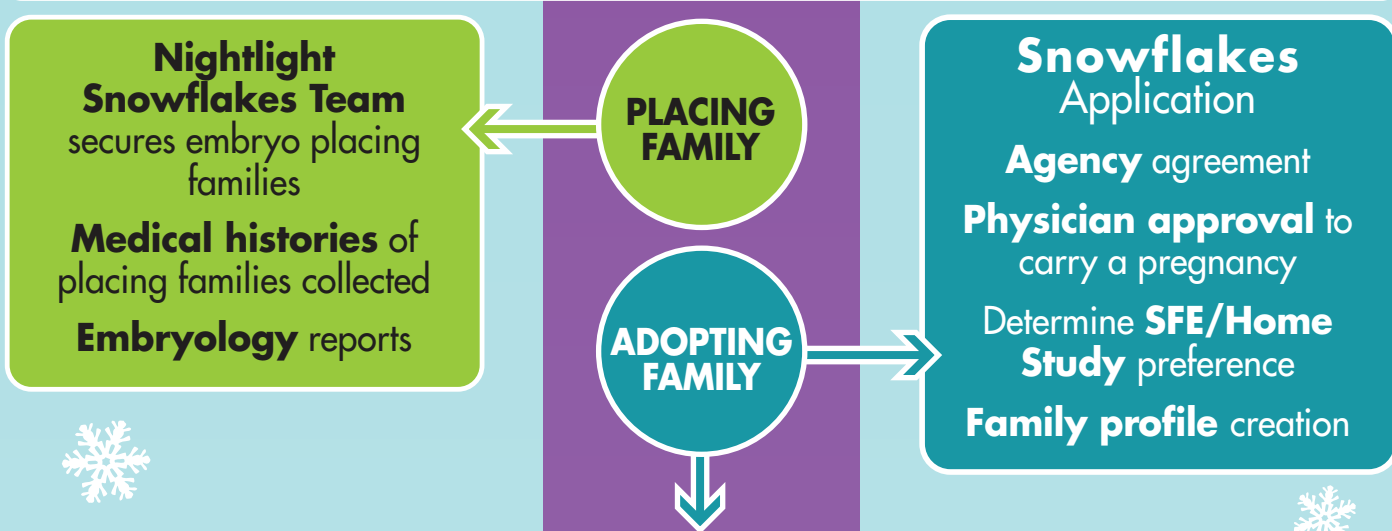 Nightlight
Snowflakes Team
secures embryo placing
families
Medical histories of
placing families collected
Embryology reports
PLACING
FAMILY
ADOPTING
FAMILY
Snowflakes
Application
Agency agreement
Physician approval to
carry a pregnancy
Determine SFE/Home
Study preference
Family profile creation